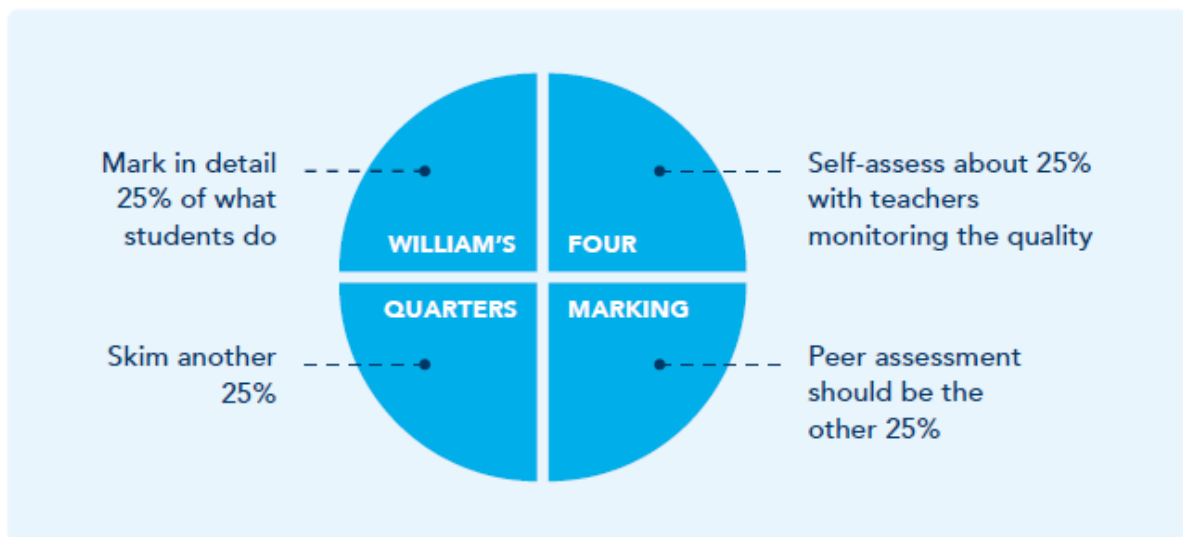 Mark in detail
25% of what
students do
Self-assess about 25%
with teachers
monitoring the quality
WILLIAM'S
FOUR
QUARTERS
MARKING
Skim another
25%
Peer assessment
should be the
other 25%